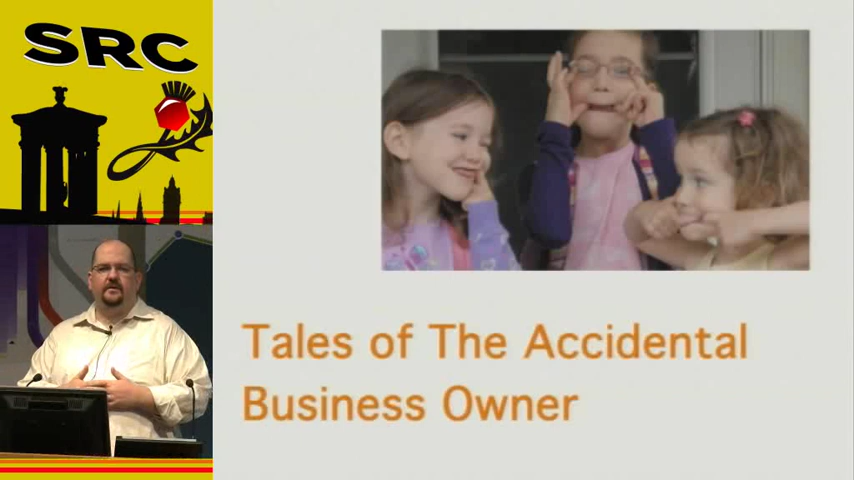 SRC
Tales of The Accidental
Business Owner